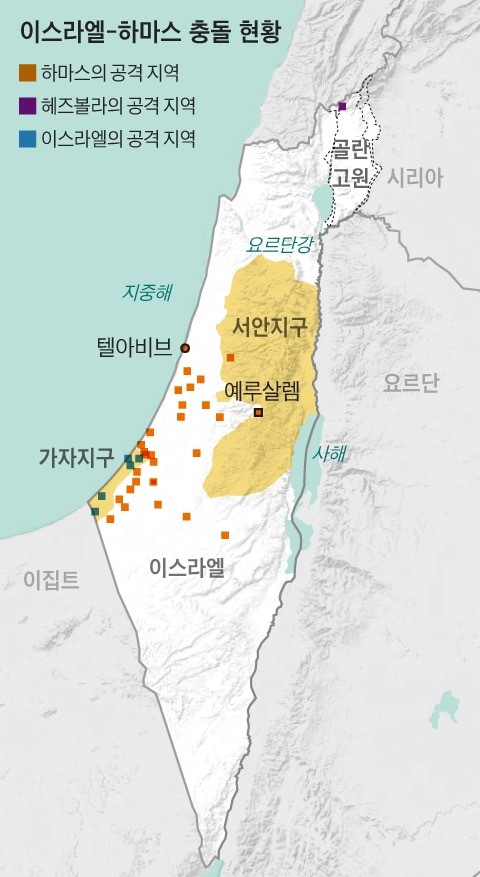 이스라엘-하마스 충돌 현황
하마스의 공격 지역
헤즈볼라의 공격 지역
이스라엘의 공격 지역
골란
고원
시리아
요르단강
지중해
서안지구
텔아비브
예루살렘
요르단
가자지구
사해
이스라엘
이집트